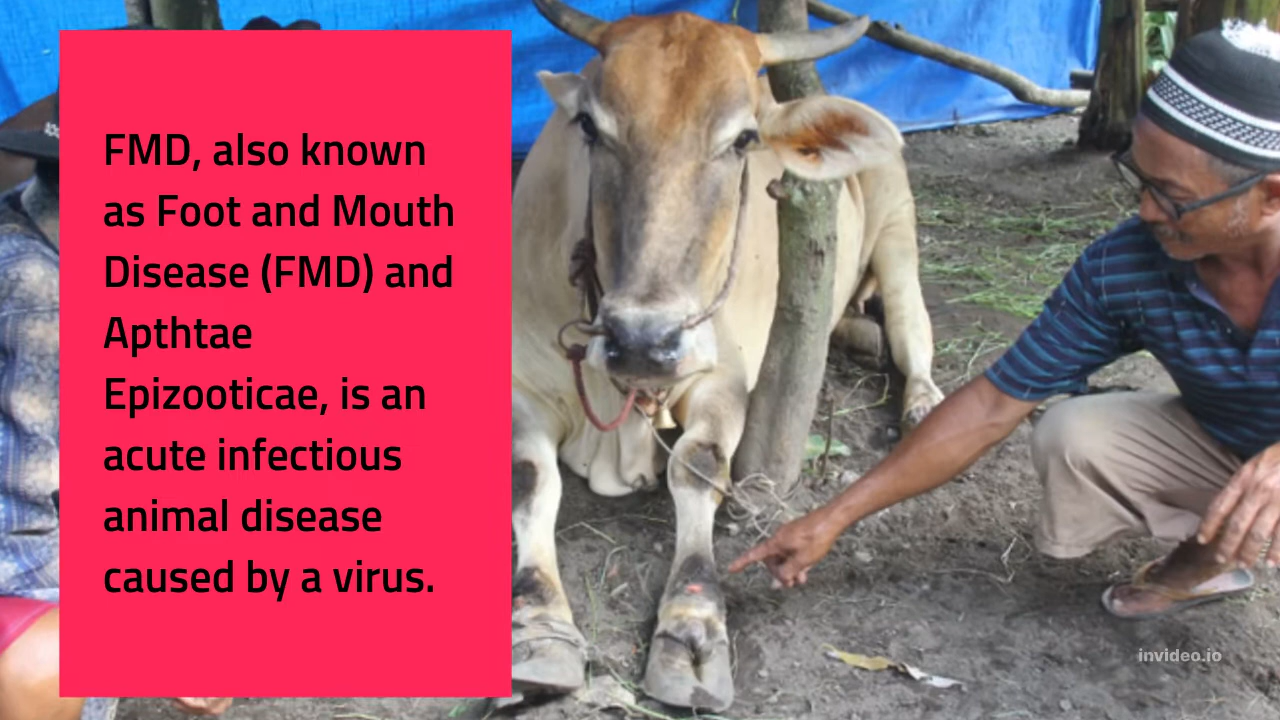 FMD, also known
as Foot and Mouth
Disease (FMD) and
Apthtae
Epizooticae, is an
acute infectious
animal disease
caused by a virus.
invideo.io